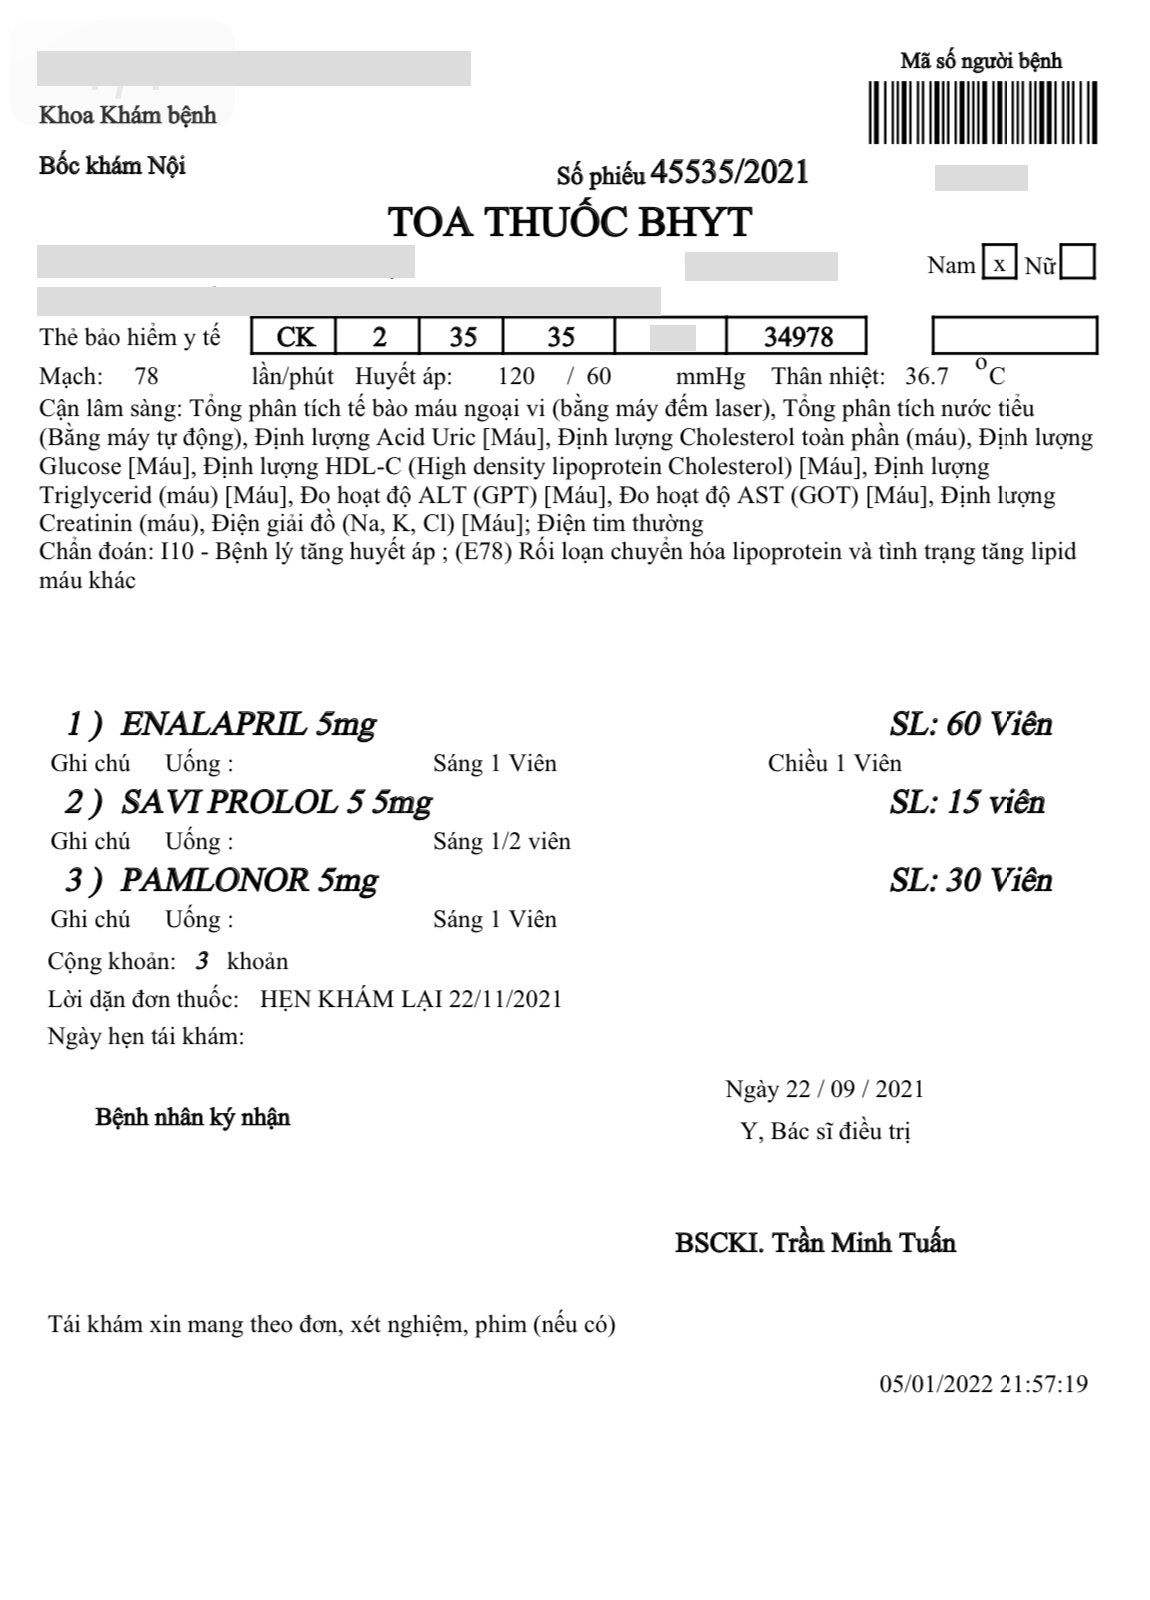 Mã số người bệnh
Khoa Khám bệnh
Bốc khám Nội
Số phiếu 45535/2021
TOA THUỐC BHYT
Nam x Nữ
Thẻ bảo hiểm y tế CK 2 35 35 34978
Mạch: 78 lần/phút Huyết áp: 120 / 60 mmHg Thân nhiệt: 36.7 °C
Cận lâm sàng: Tổng phân tích tế bào máu ngoại vi (bằng máy đếm laser), Tổng phân tích nước tiểu
(Bằng máy tự động), Định lượng Acid Uric [Máu], Định lượng Cholesterol toàn phần (máu), Định lượng
Glucose [Máu], Định lượng HDL-C (High density lipoprotein Cholesterol) [Máu], Định lượng
Triglycerid (máu) [Máu], Đo hoạt độ ALT (GPT) [Máu], Đo hoạt độ AST (GOT) [Máu], Định lượng
Creatinin (máu), Điện giải đồ (Na, K, Cl) [Máu]; Điện tim thường
Chẩn đoán: I10 - Bệnh lý tăng huyết áp ; (E78) Rối loạn chuyển hóa lipoprotein và tình trạng tăng lipid
máu khác
1 ) ENALAPRIL 5mg SL: 60 Viên
Ghi chú Uống : Sáng 1 Viên Chiều 1 Viên
2 ) SAVI PROLOL 5 5mg SL: 15 viên
Ghi chú Uống : Sáng 1/2 viên
3 ) PAMLONOR 5mg SL: 30 Viên
Ghi chú Uống : Sáng 1 Viên
Cộng khoản: 3 khoản
Lời dặn đơn thuốc: HẸN KHÁM LẠI 22/11/2021
Ngày hẹn tái khám:
Ngày 22 / 09 / 2021
Bệnh nhân ký nhận
Y, Bác sĩ điều trị
BSCKI. Trần Minh Tuấn
Tái khám xin mang theo đơn, xét nghiệm, phim (nếu có)
05/01/2022 21:57:19